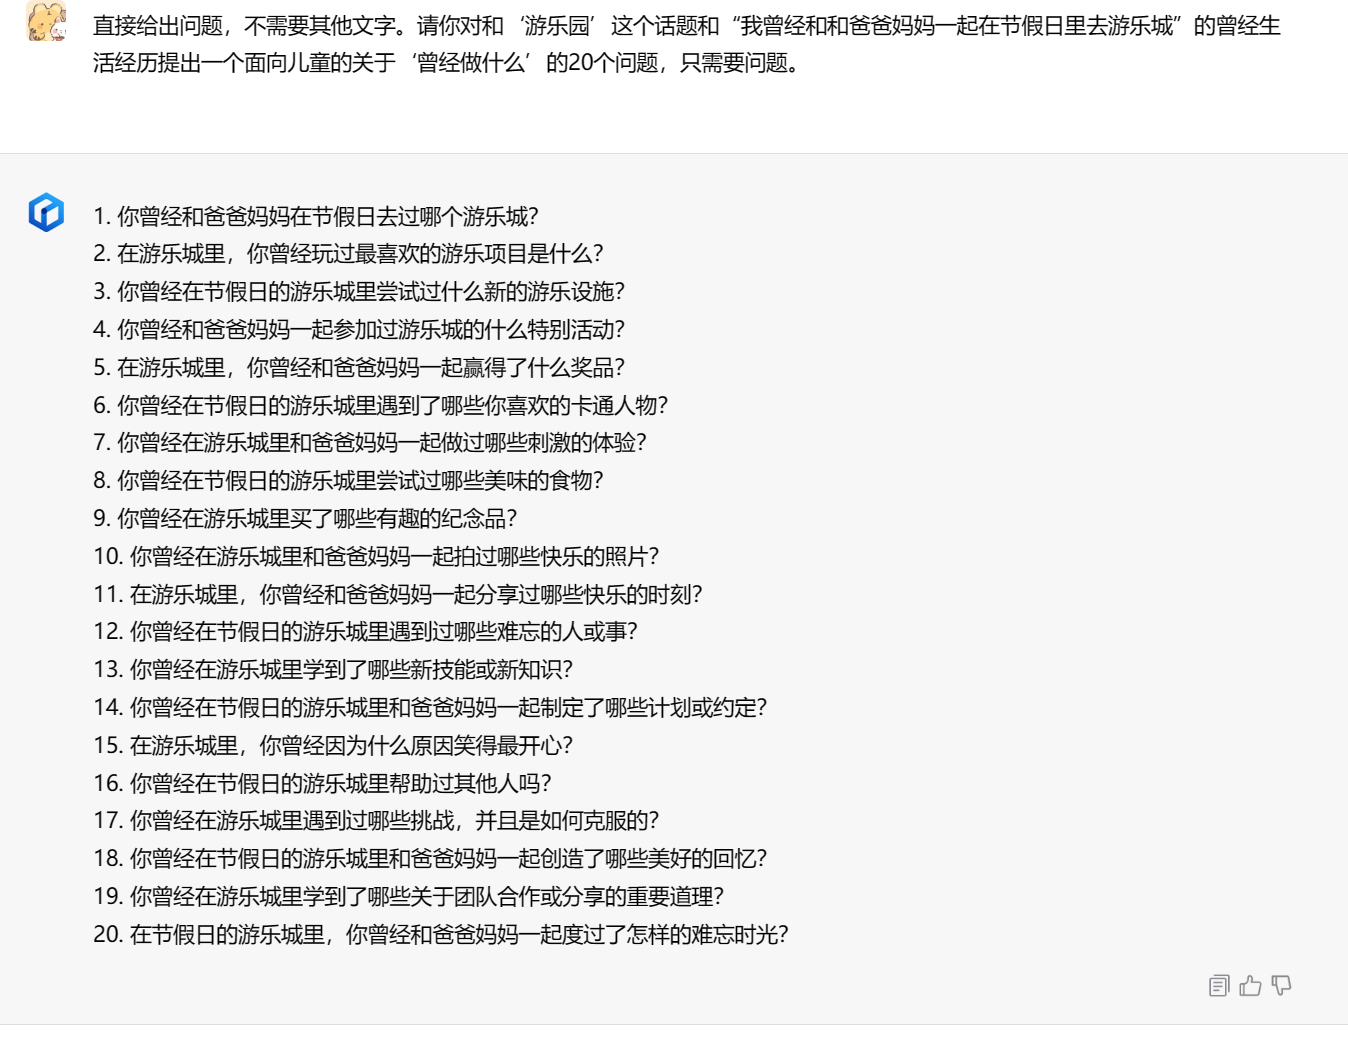 直接给出问题，不需要其他文字。请你对和‘游乐园’这个话题和“我曾经和和爸爸妈妈一起在节假日里去游乐城”的曾经生
活经历提出一个面向儿童的关于‘曾经做什么’的20个问题，只需要问题。
1. 你曾经和爸爸妈妈在节假日去过哪个游乐城？
2. 在游乐城里，你曾经玩过最喜欢的游乐项目是什么？
3. 你曾经在节假日的游乐城里尝试过什么新的游乐设施？
4. 你曾经和爸爸妈妈一起参加过游乐城的什么特别活动？
5. 在游乐城里，你曾经和爸爸妈妈一起赢得了什么奖品？
6. 你曾经在节假日的游乐城里遇到了哪些你喜欢的卡通人物？
7. 你曾经在游乐城里和爸爸妈妈一起做过哪些刺激的体验？
8. 你曾经在节假日的游乐城里尝试过哪些美味的食物？
9. 你曾经在游乐城里买了哪些有趣的纪念品？
10. 你曾经在游乐城里和爸爸妈妈一起拍过哪些快乐的照片？
11. 在游乐城里，你曾经和爸爸妈妈一起分享过哪些快乐的时刻？
12. 你曾经在节假日的游乐城里遇到过哪些难忘的人或事？
13. 你曾经在游乐城里学到了哪些新技能或新知识？
14. 你曾经在节假日的游乐城里和爸爸妈妈一起制定了哪些计划或约定？
15. 在游乐城里，你曾经因为什么原因笑得最开心？
16. 你曾经在节假日的游乐城里帮助过其他人吗？
17. 你曾经在游乐城里遇到过哪些挑战，并且是如何克服的？
18. 你曾经在节假日的游乐城里和爸爸妈妈一起创造了哪些美好的回忆？
19. 你曾经在游乐城里学到了哪些关于团队合作或分享的重要道理？
20. 在节假日的游乐城里，你曾经和爸爸妈妈一起度过了怎样的难忘时光？